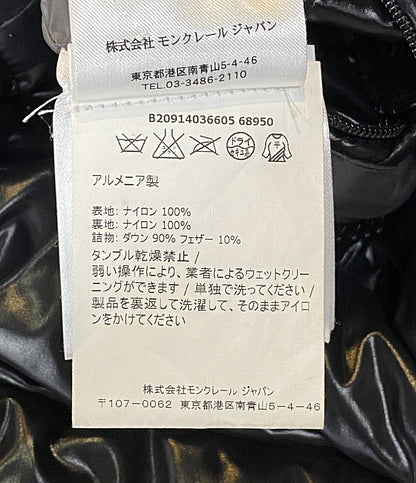 株式会社 モンクレール ジャパン
東京都港区南青山5-4-46
TEL.03-3486-2110
B20914036605 68950
ドライ
アルメニア製
表地: ナイロン 100%
裏地: ナイロン 100%
詰物: ダウン 90% フェザー 10%
タンブル乾燥禁止 /
弱い操作により、業者によるウェットクリー
ニングができます / 単独で洗ってください /
製品を裏返して洗濯して、そのままアイロ
ンをかけてください
株式会社 モンクレール ジャパン
〒107-0062 東京都港区南青山5-4-46